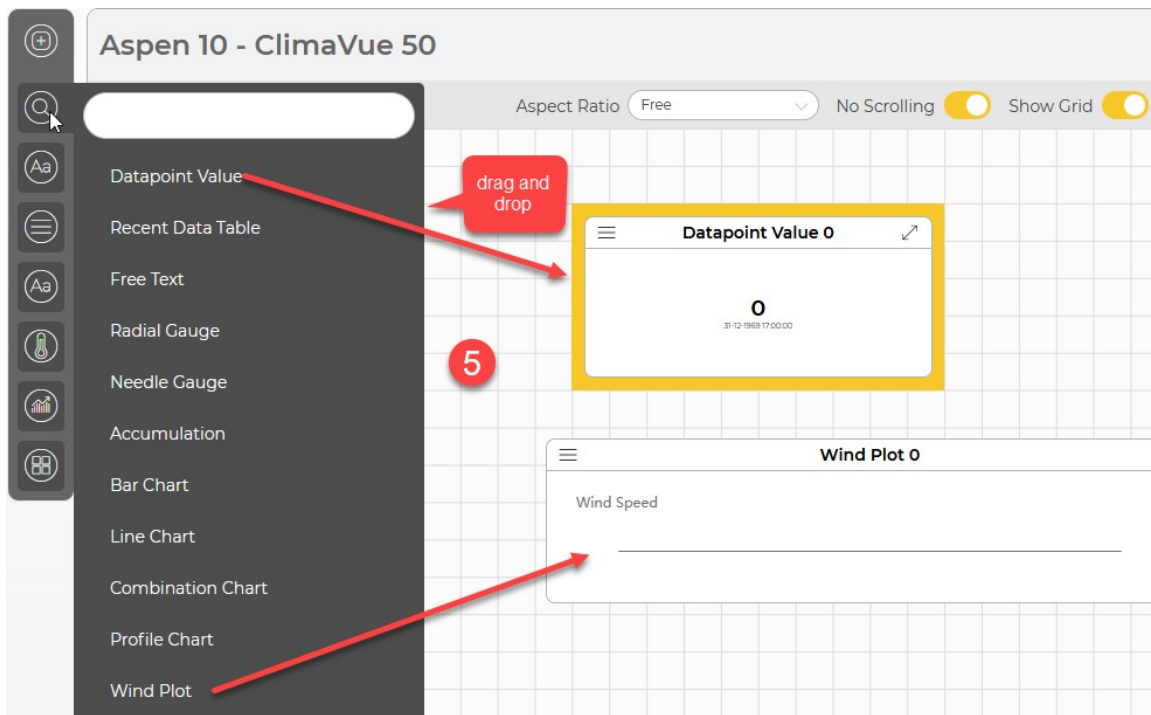 Aspen 10 - ClimaVue 50
Aspect Ratio Free No Scrolling Show Grid
Aa
Aa
Datapoint Value
Recent Data Table
Free Text
Radial Gauge
Needle Gauge
Accumulation
Bar Chart
Line Chart
Combination Chart
Profile Chart
Wind Plot
drag and
drop
5
Datapoint Value 0
0
31-12-1969 17:00:00
Wind Plot 0
Wind Speed